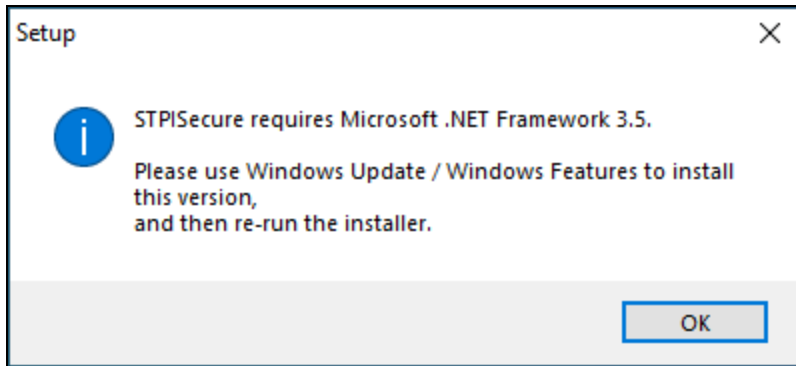 Setup
STPISecure requires Microsoft .NET Framework 3.5.
Please use Windows Update / Windows Features to install
this version,
and then re-run the installer.
OK